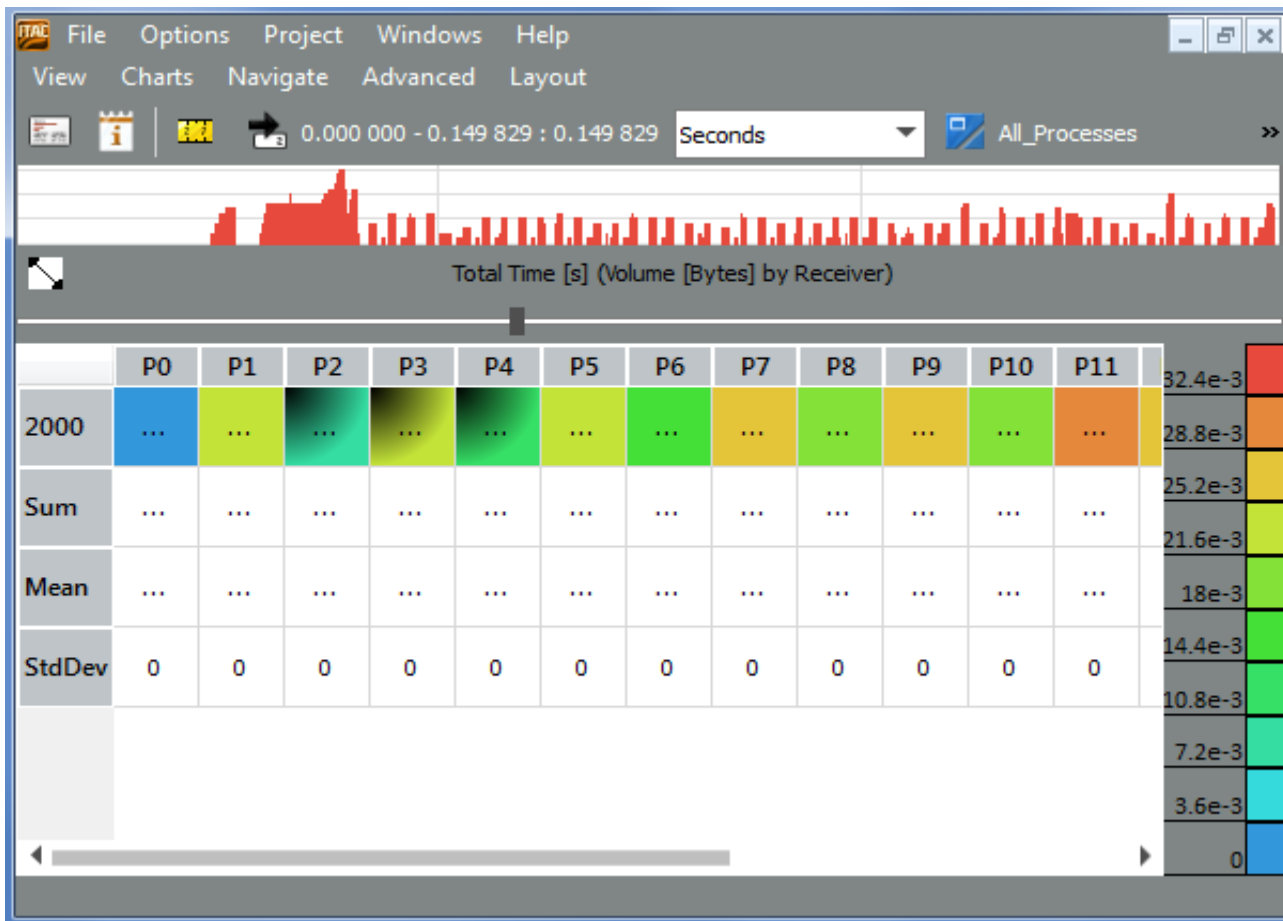 ITAC File Options Project Windows Help
View Charts Navigate Advanced Layout
0.000 000 - 0.149 829 : 0.149 829 Seconds All_Processes »
Total Time [s] (Volume [Bytes] by Receiver)
P0 P1 P2 P3 P4 P5 P6 P7 P8 P9 P10 P11
32.4e-3
2000 ... ... ... ... ... ... ... ... ... ... ... ...
28.8e-3
25.2e-3
Sum ... ... ... ... ... ... ... ... ... ... ... ...
21.6e-3
Mean ... ... ... ... ... ... ... ... ... ... ... ...
18e-3
14.4e-3
StdDev 0 0 0 0 0 0 0 0 0 0 0 0
10.8e-3
7.2e-3
3.6e-3
0